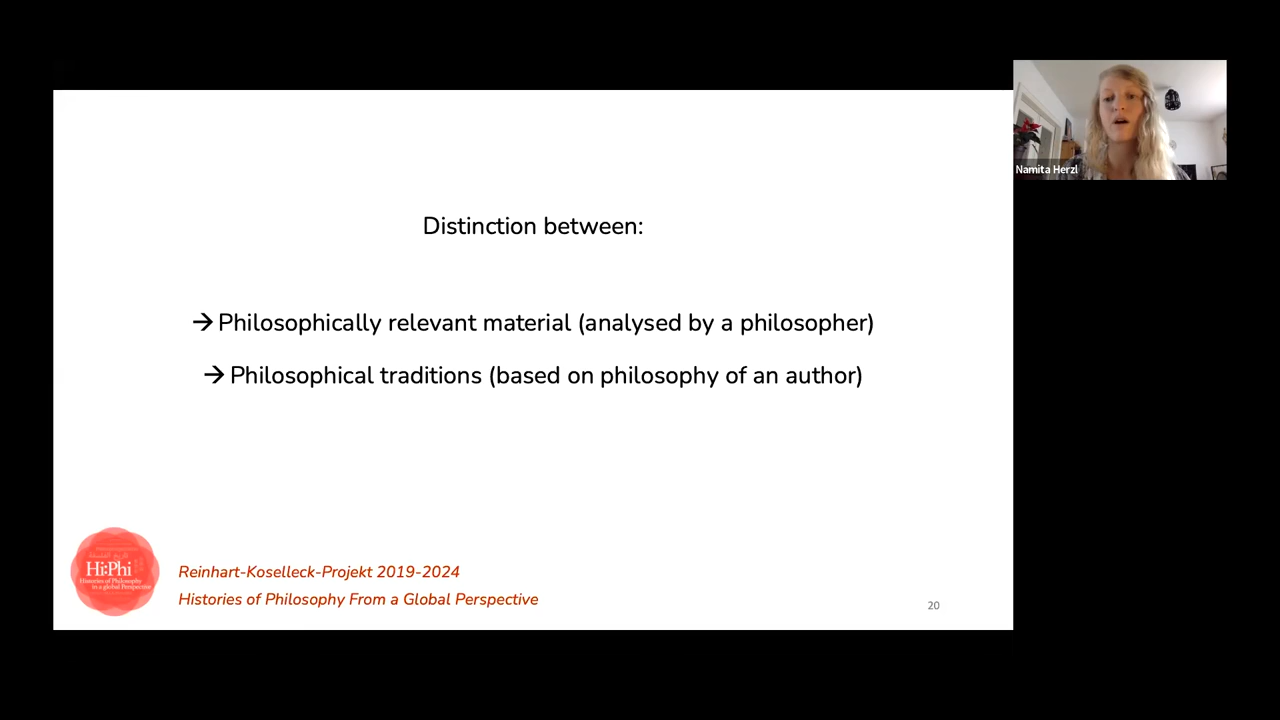 Namita Herzl
Distinction between:
→ Philosophically relevant material (analysed by a philosopher)
→ Philosophical traditions (based on philosophy of an author)
Hi:Phi
Histories of Philosophy
in a global Perspective
Reinhart-Koselleck-Projekt 2019-2024
Histories of Philosophy From a Global Perspective
20